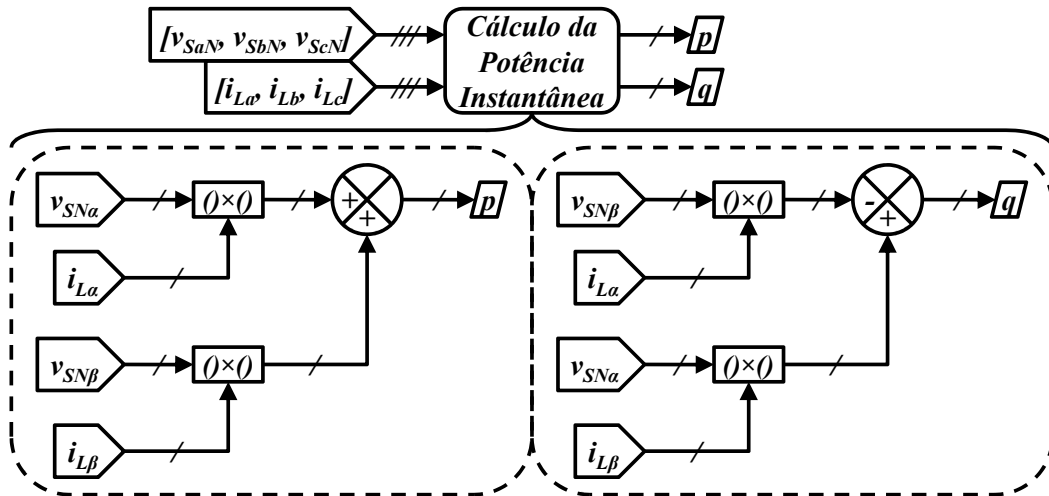 [v_SaN, v_SbN, v_ScN]
[i_La, i_Lb, i_Lc]
Cálculo da
Potência
Instantânea
p
q
v_SNα
()×()
+
+
p
i_Lα
v_SNβ
()×()
i_Lβ
v_SNβ
()×()
-
+
q
i_Lα
v_SNα
()×()
i_Lβ